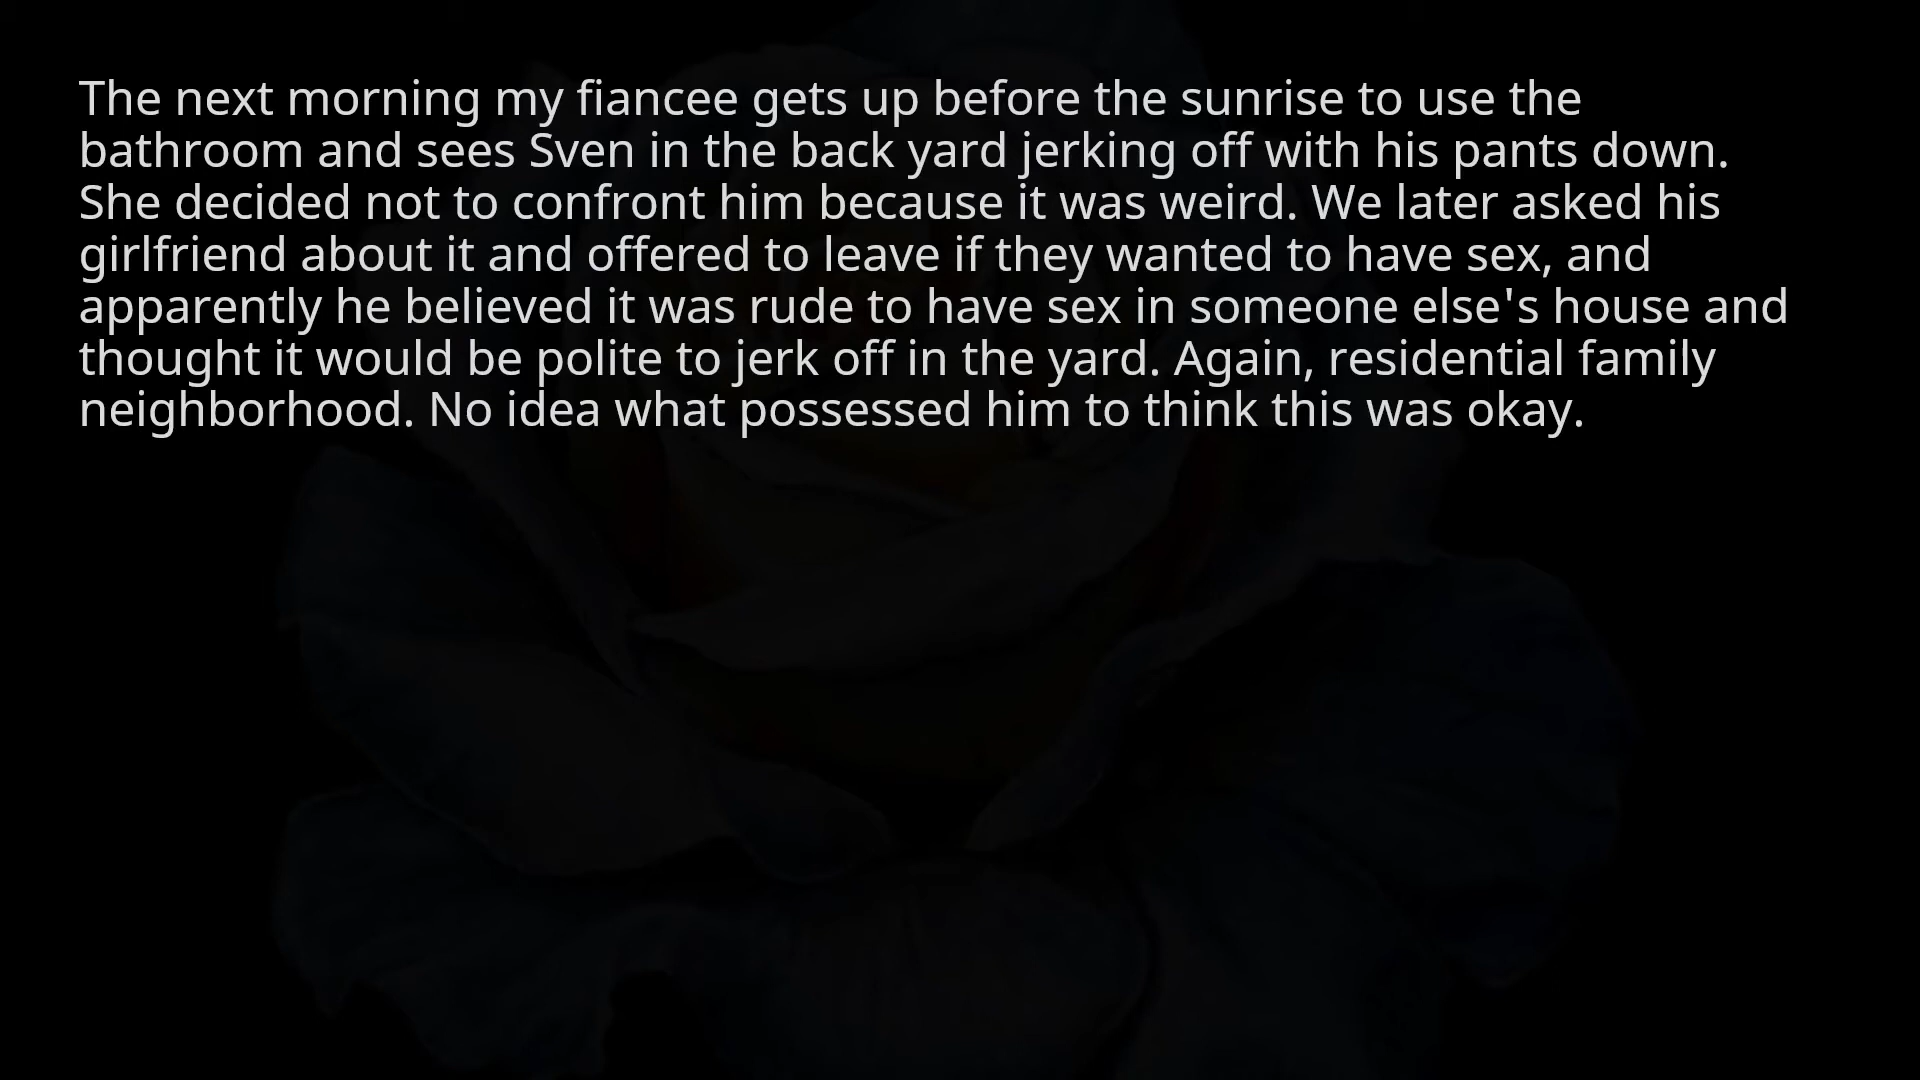 The next morning my fiancee gets up before the sunrise to use the
bathroom and sees Sven in the back yard jerking off with his pants down.
She decided not to confront him because it was weird. We later asked his
girlfriend about it and offered to leave if they wanted to have sex, and
apparently he believed it was rude to have sex in someone else's house and
thought it would be polite to jerk off in the yard. Again, residential family
neighborhood. No idea what possessed him to think this was okay.